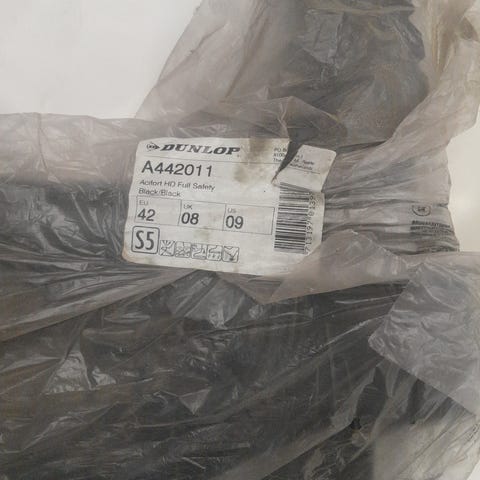 DUNLOP
A442011
Acifort HD Full Safety
Black/Black
EU
42
UK
08
US
09
S5